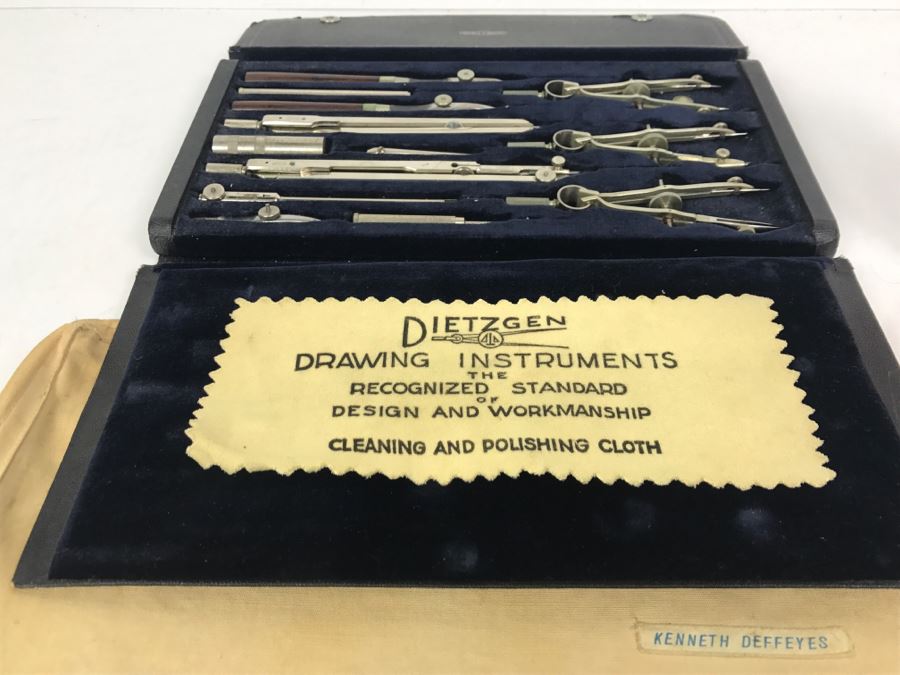 DIETZGEN
DRAWING INSTRUMENTS
THE
RECOGNIZED STANDARD
OF
DESIGN AND WORKMANSHIP
CLEANING AND POLISHING CLOTH
KENNETH DEFFEYES